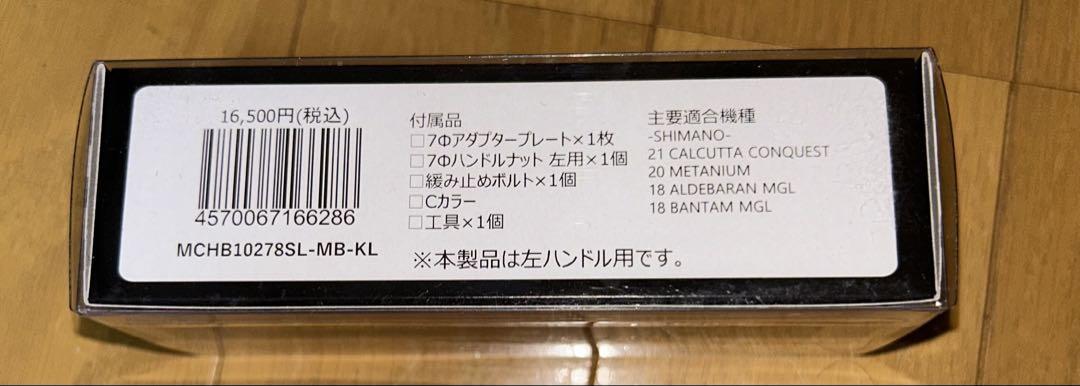 16,500円(税込)
4570067166286
MCHB10278SL-MB-KL
付属品
□7Φアダプタープレート×1枚
□7Φハンドルナット 左用×1個
□緩み止めボルト×1個
□Cカラー
□工具×1個
※本製品は左ハンドル用です。
主要適合機種
-SHIMANO-
21 CALCUTTA CONQUEST
20 METANIUM
18 ALDEBARAN MGL
18 BANTAM MGL